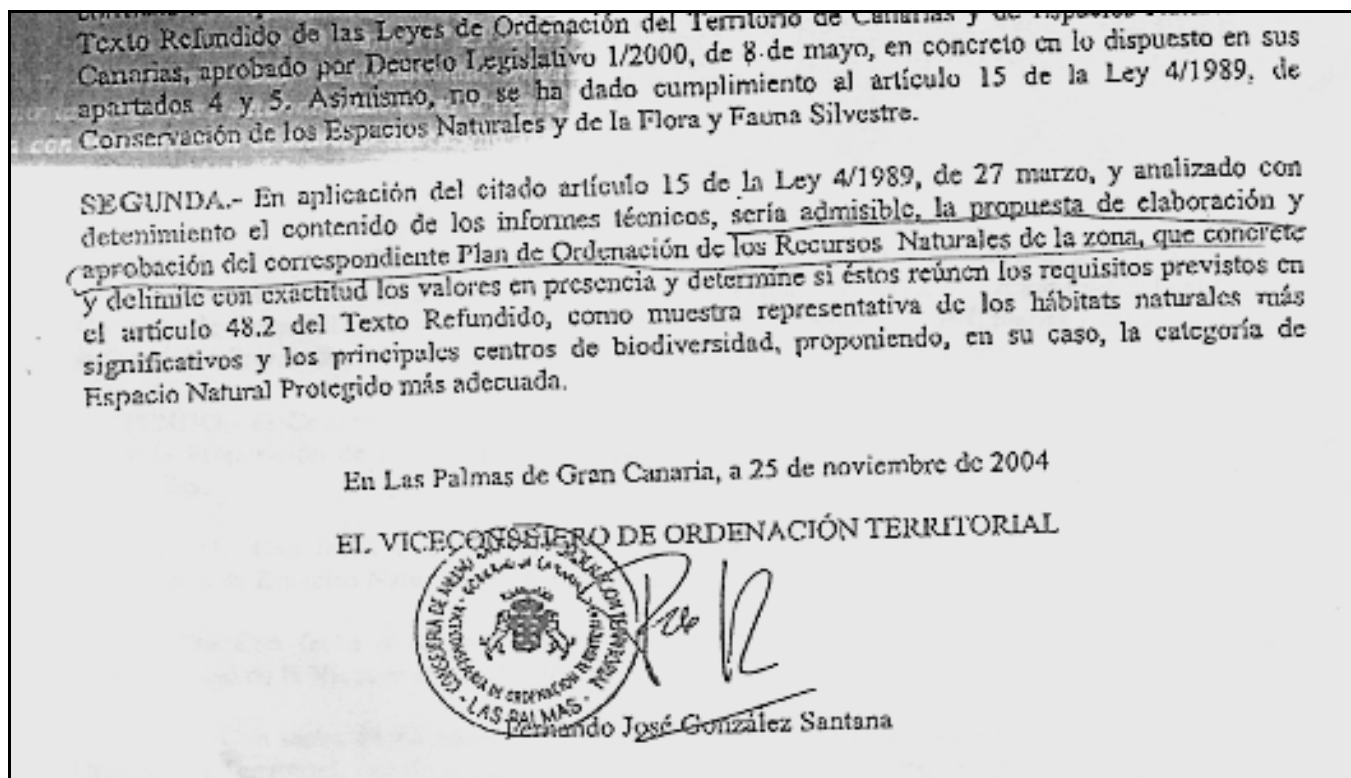 Texto Refundido de las Leyes de Ordenación del Territorio de Canarias y de Espacios
Canarias, aprobado por Decreto Legislativo 1/2000, de 8 de mayo, en concreto en lo dispuesto en sus
apartados 4 y 5. Asimismo, no se ha dado cumplimiento al artículo 15 de la Ley 4/1989, de
Conservación de los Espacios Naturales y de la Flora y Fauna Silvestre.
SEGUNDA.- En aplicación del citado artículo 15 de la Ley 4/1989, de 27 marzo, y analizado con
detenimiento el contenido de los informes técnicos, sería admisible, la propuesta de elaboración y
aprobación del correspondiente Plan de Ordenación de los Recursos Naturales de la zona, que concrete
y delimite con exactitud los valores en presencia y determine si éstos reúnen los requisitos previstos en
el artículo 48.2 del Texto Refundido, como muestra representativa de los hábitats naturales más
significativos y los principales centros de biodiversidad, proponiendo, en su caso, la categoría de
Espacio Natural Protegido más adecuada.
En Las Palmas de Gran Canaria, a 25 de noviembre de 2004
EL VICECONSEJERO DE ORDENACIÓN TERRITORIAL
CONSEJERÍA DE MEDIO
VICECONSEJERÍA DE ORDENACIÓN TERRITORIAL
- LAS PALMAS -
Fernando José González Santana